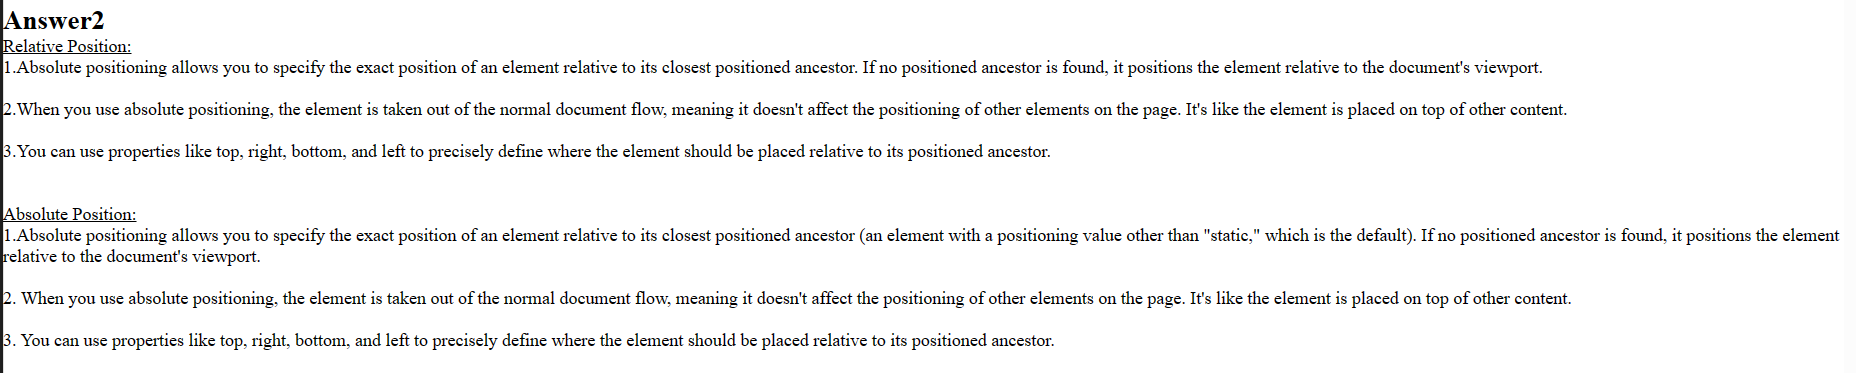 Answer2
Relative Position:
1.Absolute positioning allows you to specify the exact position of an element relative to its closest positioned ancestor. If no positioned ancestor is found, it positions the element relative to the document's viewport.
2.When you use absolute positioning, the element is taken out of the normal document flow, meaning it doesn't affect the positioning of other elements on the page. It's like the element is placed on top of other content.
3.You can use properties like top, right, bottom, and left to precisely define where the element should be placed relative to its positioned ancestor.
Absolute Position:
1.Absolute positioning allows you to specify the exact position of an element relative to its closest positioned ancestor (an element with a positioning value other than "static," which is the default). If no positioned ancestor is found, it positions the element
relative to the document's viewport.
2. When you use absolute positioning, the element is taken out of the normal document flow, meaning it doesn't affect the positioning of other elements on the page. It's like the element is placed on top of other content.
3. You can use properties like top, right, bottom, and left to precisely define where the element should be placed relative to its positioned ancestor.